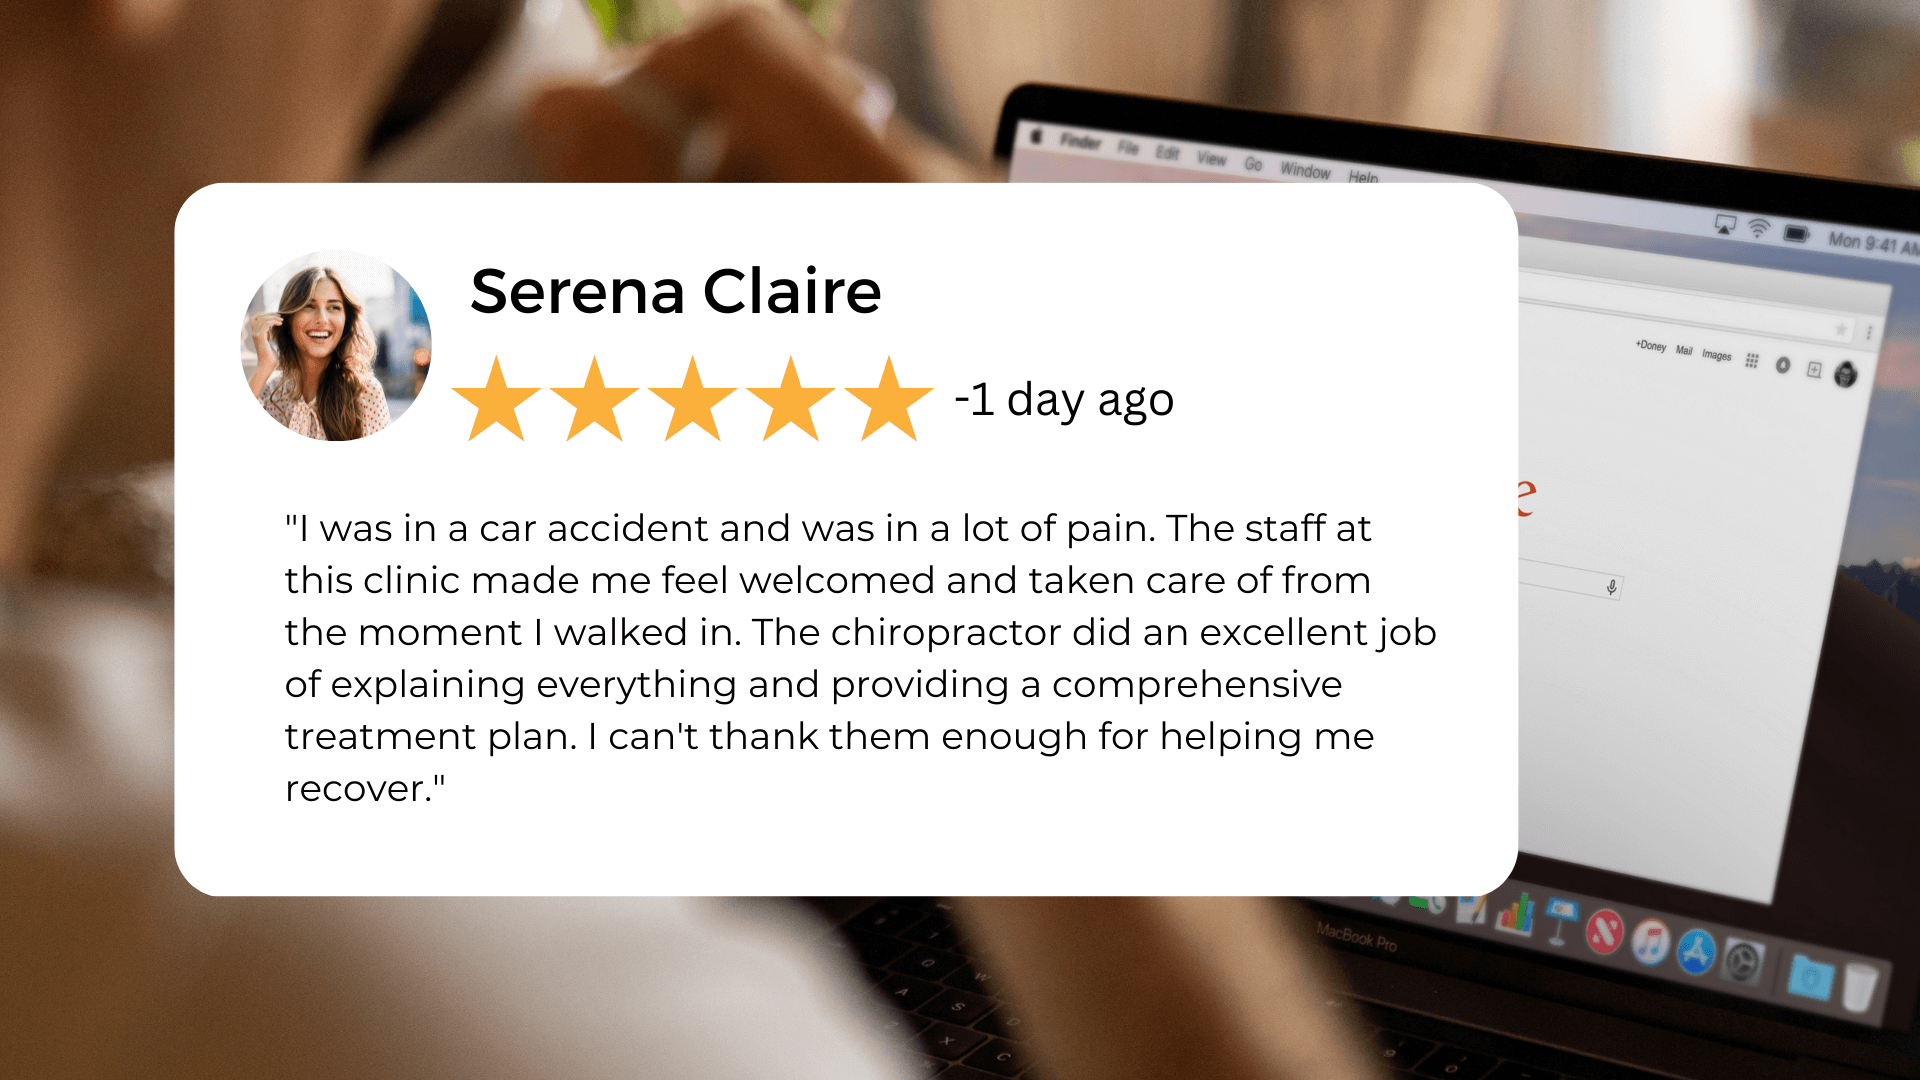 Finder File Edit View Go Window Help
Mon 9:41 AM
Serena Claire
-1 day ago
+Doney Mail Images
"I was in a car accident and was in a lot of pain. The staff at
this clinic made me feel welcomed and taken care of from
the moment I walked in. The chiropractor did an excellent job
of explaining everything and providing a comprehensive
treatment plan. I can't thank them enough for helping me
recover."
e
MacBook Pro